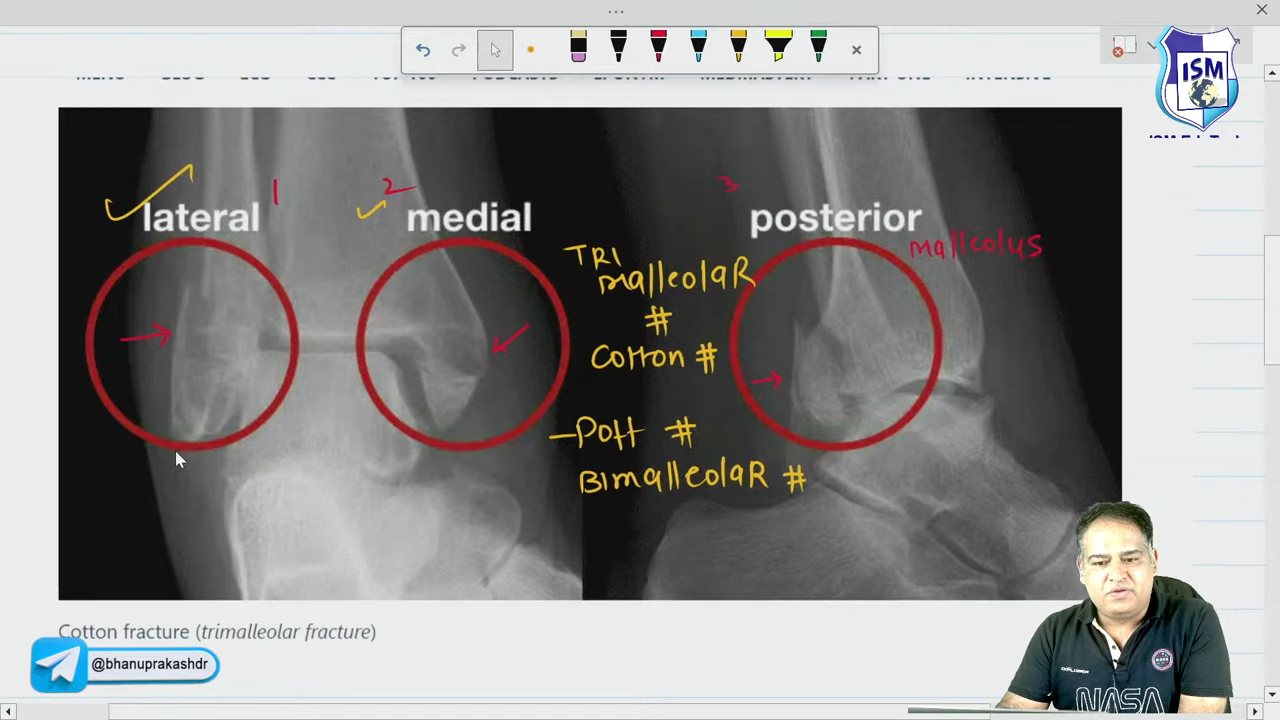 ISM
lateral
1
2
medial
3
posterior
malleolus
TRI
malleolaR
#
Cotton #
-Pott #
BimalleolaR #
Cotton fracture (trimalleolar fracture)
@bhanuprakashdr
NASA